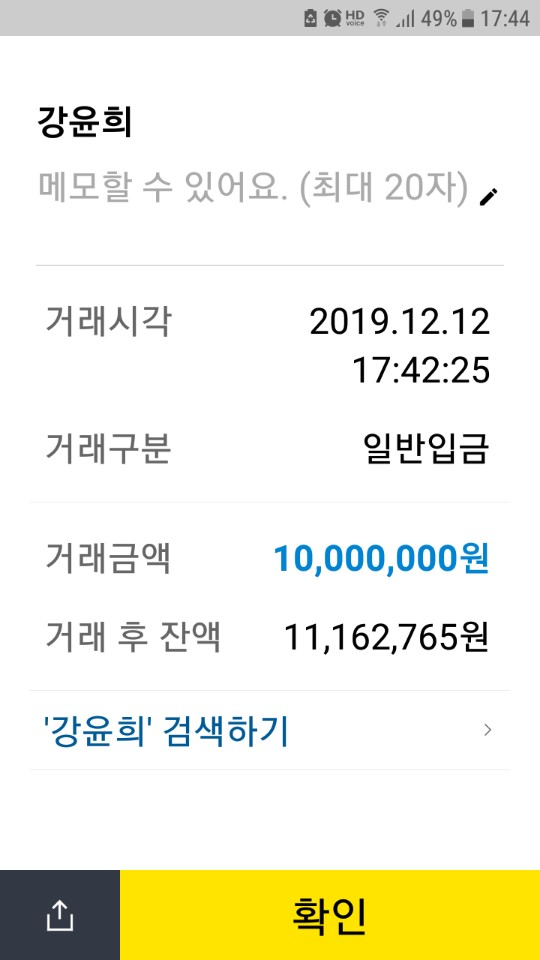 HD voice 49% 17:44
강윤희
메모할 수 있어요. (최대 20자)
거래시각 2019.12.12
17:42:25
거래구분 일반입금
거래금액 10,000,000원
거래 후 잔액 11,162,765원
'강윤희' 검색하기
확인